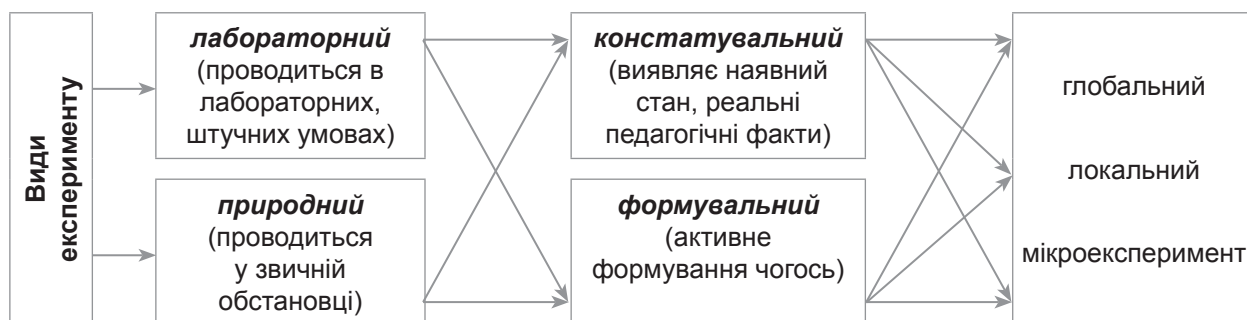 Види
експерименту
лабораторний
(проводиться в
лабораторних,
штучних умовах)
природний
(проводиться
у звичній
обстановці)
констатувальний
(виявляє наявний
стан, реальні
педагогічні факти)
формувальний
(активне
формування чогось)
глобальний
локальний
мікроексперимент